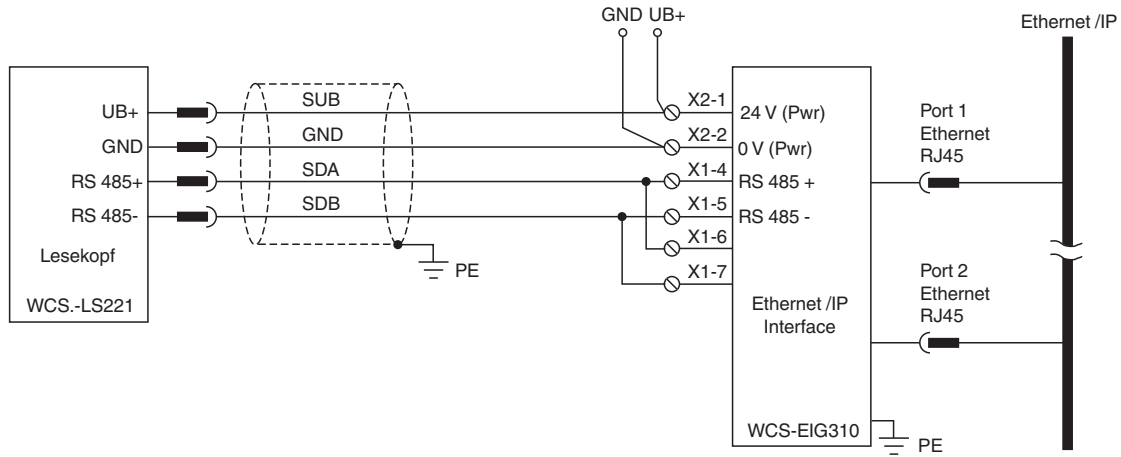 GND UB+
Ethernet /IP
UB+
GND
RS 485+
RS 485-
Lesekopf
WCS.-LS221
SUB
GND
SDA
SDB
PE
X2-1
X2-2
X1-4
X1-5
X1-6
X1-7
24 V (Pwr)
0 V (Pwr)
RS 485 +
RS 485 -
Ethernet /IP
Interface
WCS-EIG310
PE
Port 1
Ethernet
RJ45
Port 2
Ethernet
RJ45